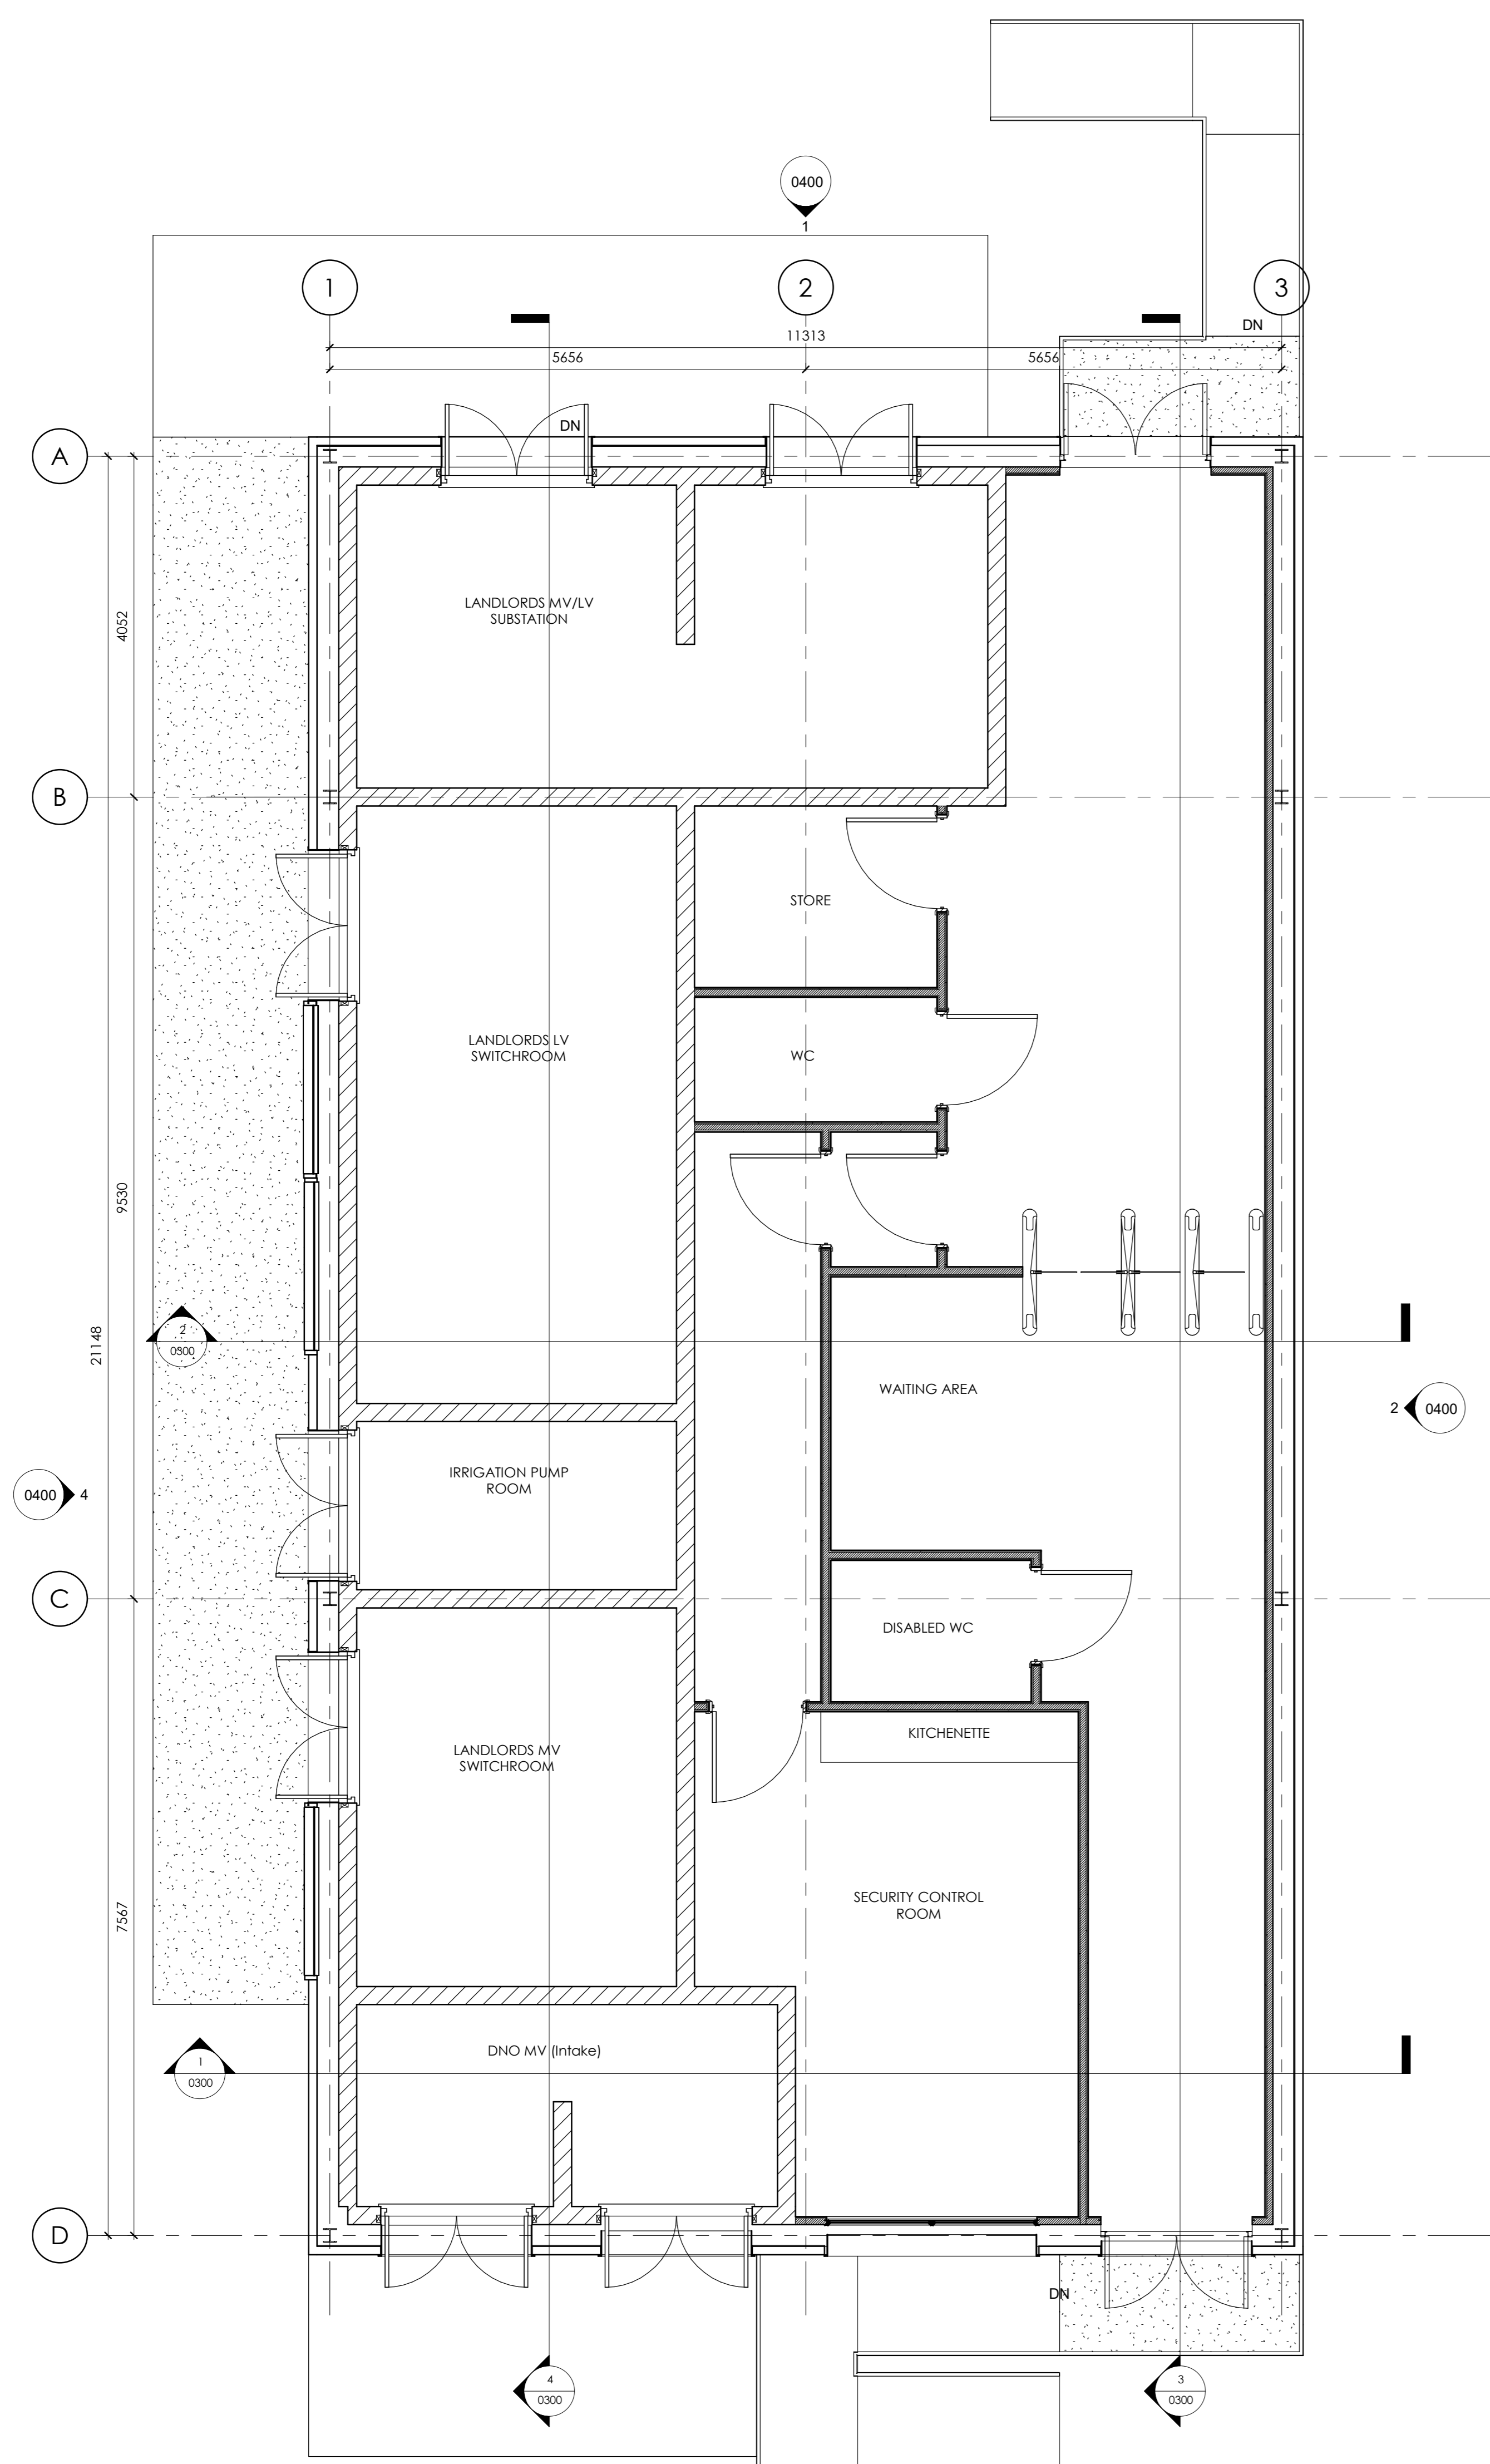 0400
1
1
2
3
DN
11313
5656
5656
DN
A
LANDLORDS MV/LV
SUBSTATION
4052
B
STORE
LANDLORDS LV
SWITCHROOM
WC
9530
21148
2
0300
WAITING AREA
2
0400
IRRIGATION PUMP
ROOM
0400
4
C
DISABLED WC
KITCHENETTE
LANDLORDS MV
SWITCHROOM
SECURITY CONTROL
ROOM
7567
DNO MV (Intake)
1
0300
D
DN
4
0300
3
0300